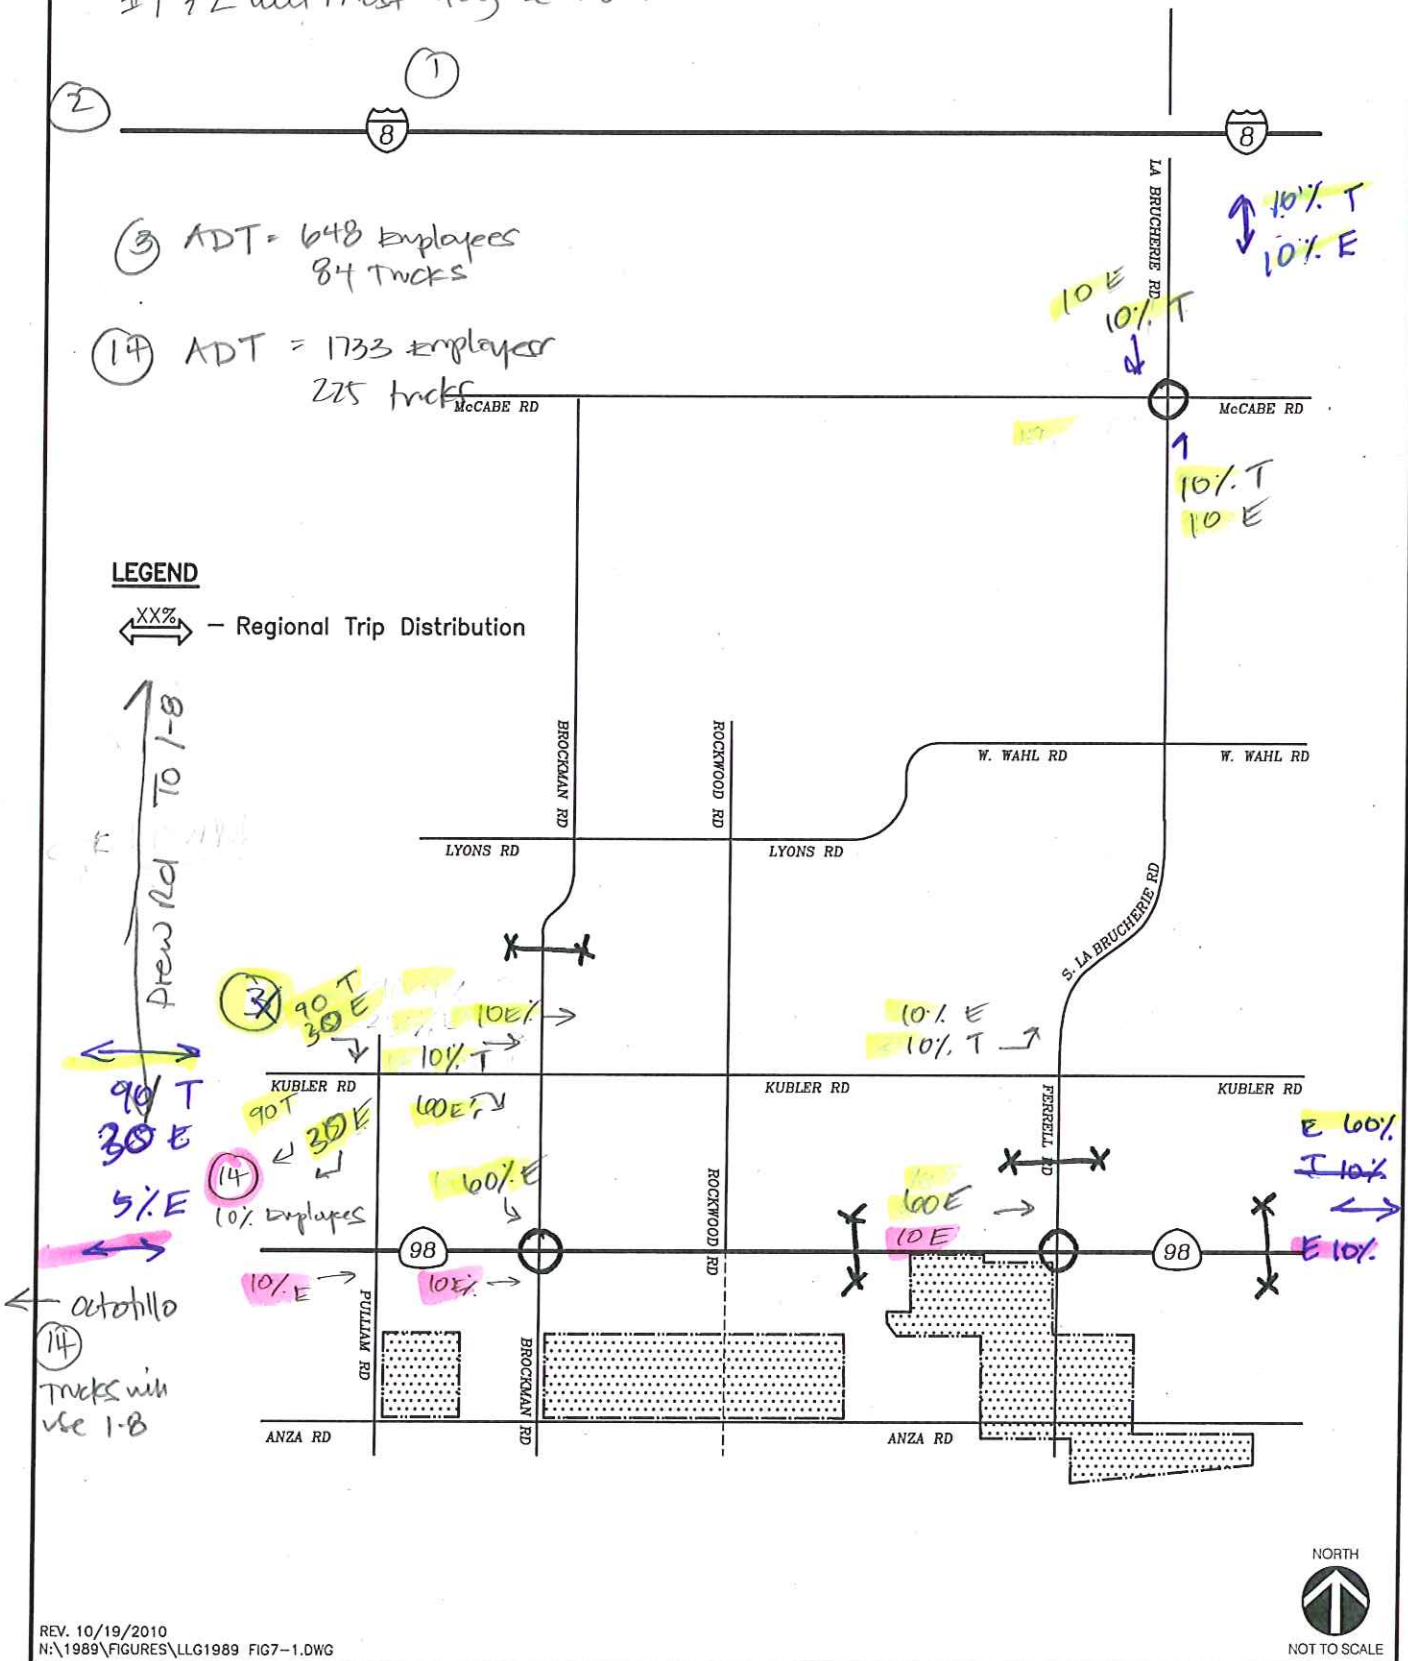 1
2
8
8
LA BRUCHERIE RD
10% T
10% E
3 ADT = 648 Employees
84 Trucks
10 E
10% T
14 ADT = 1733 Employees
225 trucks
McCABE RD
McCABE RD
10% T
10 E
LEGEND
XX%
– Regional Trip Distribution
Drew Rd To I-8
BROCKMAN RD
ROCKWOOD RD
W. WAHL RD
W. WAHL RD
LYONS RD
LYONS RD
S. LA BRUCHERIE RD
3
90 T
30 E
10E%
10% T
10% E
10% T
KUBLER RD
KUBLER RD
KUBLER RD
90 T
30 E
90 T
30 E
60E%
FERRELL RD
E 60%
T 10%
14
5% E
10% Employees
60% E
ROCKWOOD RD
60E
10 E
98
98
E 10%
10% E
10E%
← Octotillo
14
Trucks will
use I-8
PULLIAM RD
BROCKMAN RD
ANZA RD
ANZA RD
NORTH
NOT TO SCALE
REV. 10/19/2010
N:\1989\FIGURES\LLG1989 FIG7-1.DWG